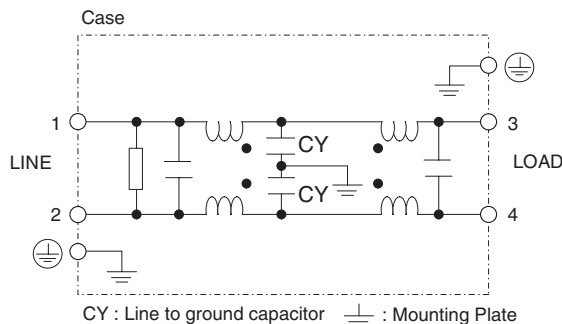 Case
1
3
CY
LINE
LOAD
CY
2
4
CY : Line to ground capacitor
: Mounting Plate